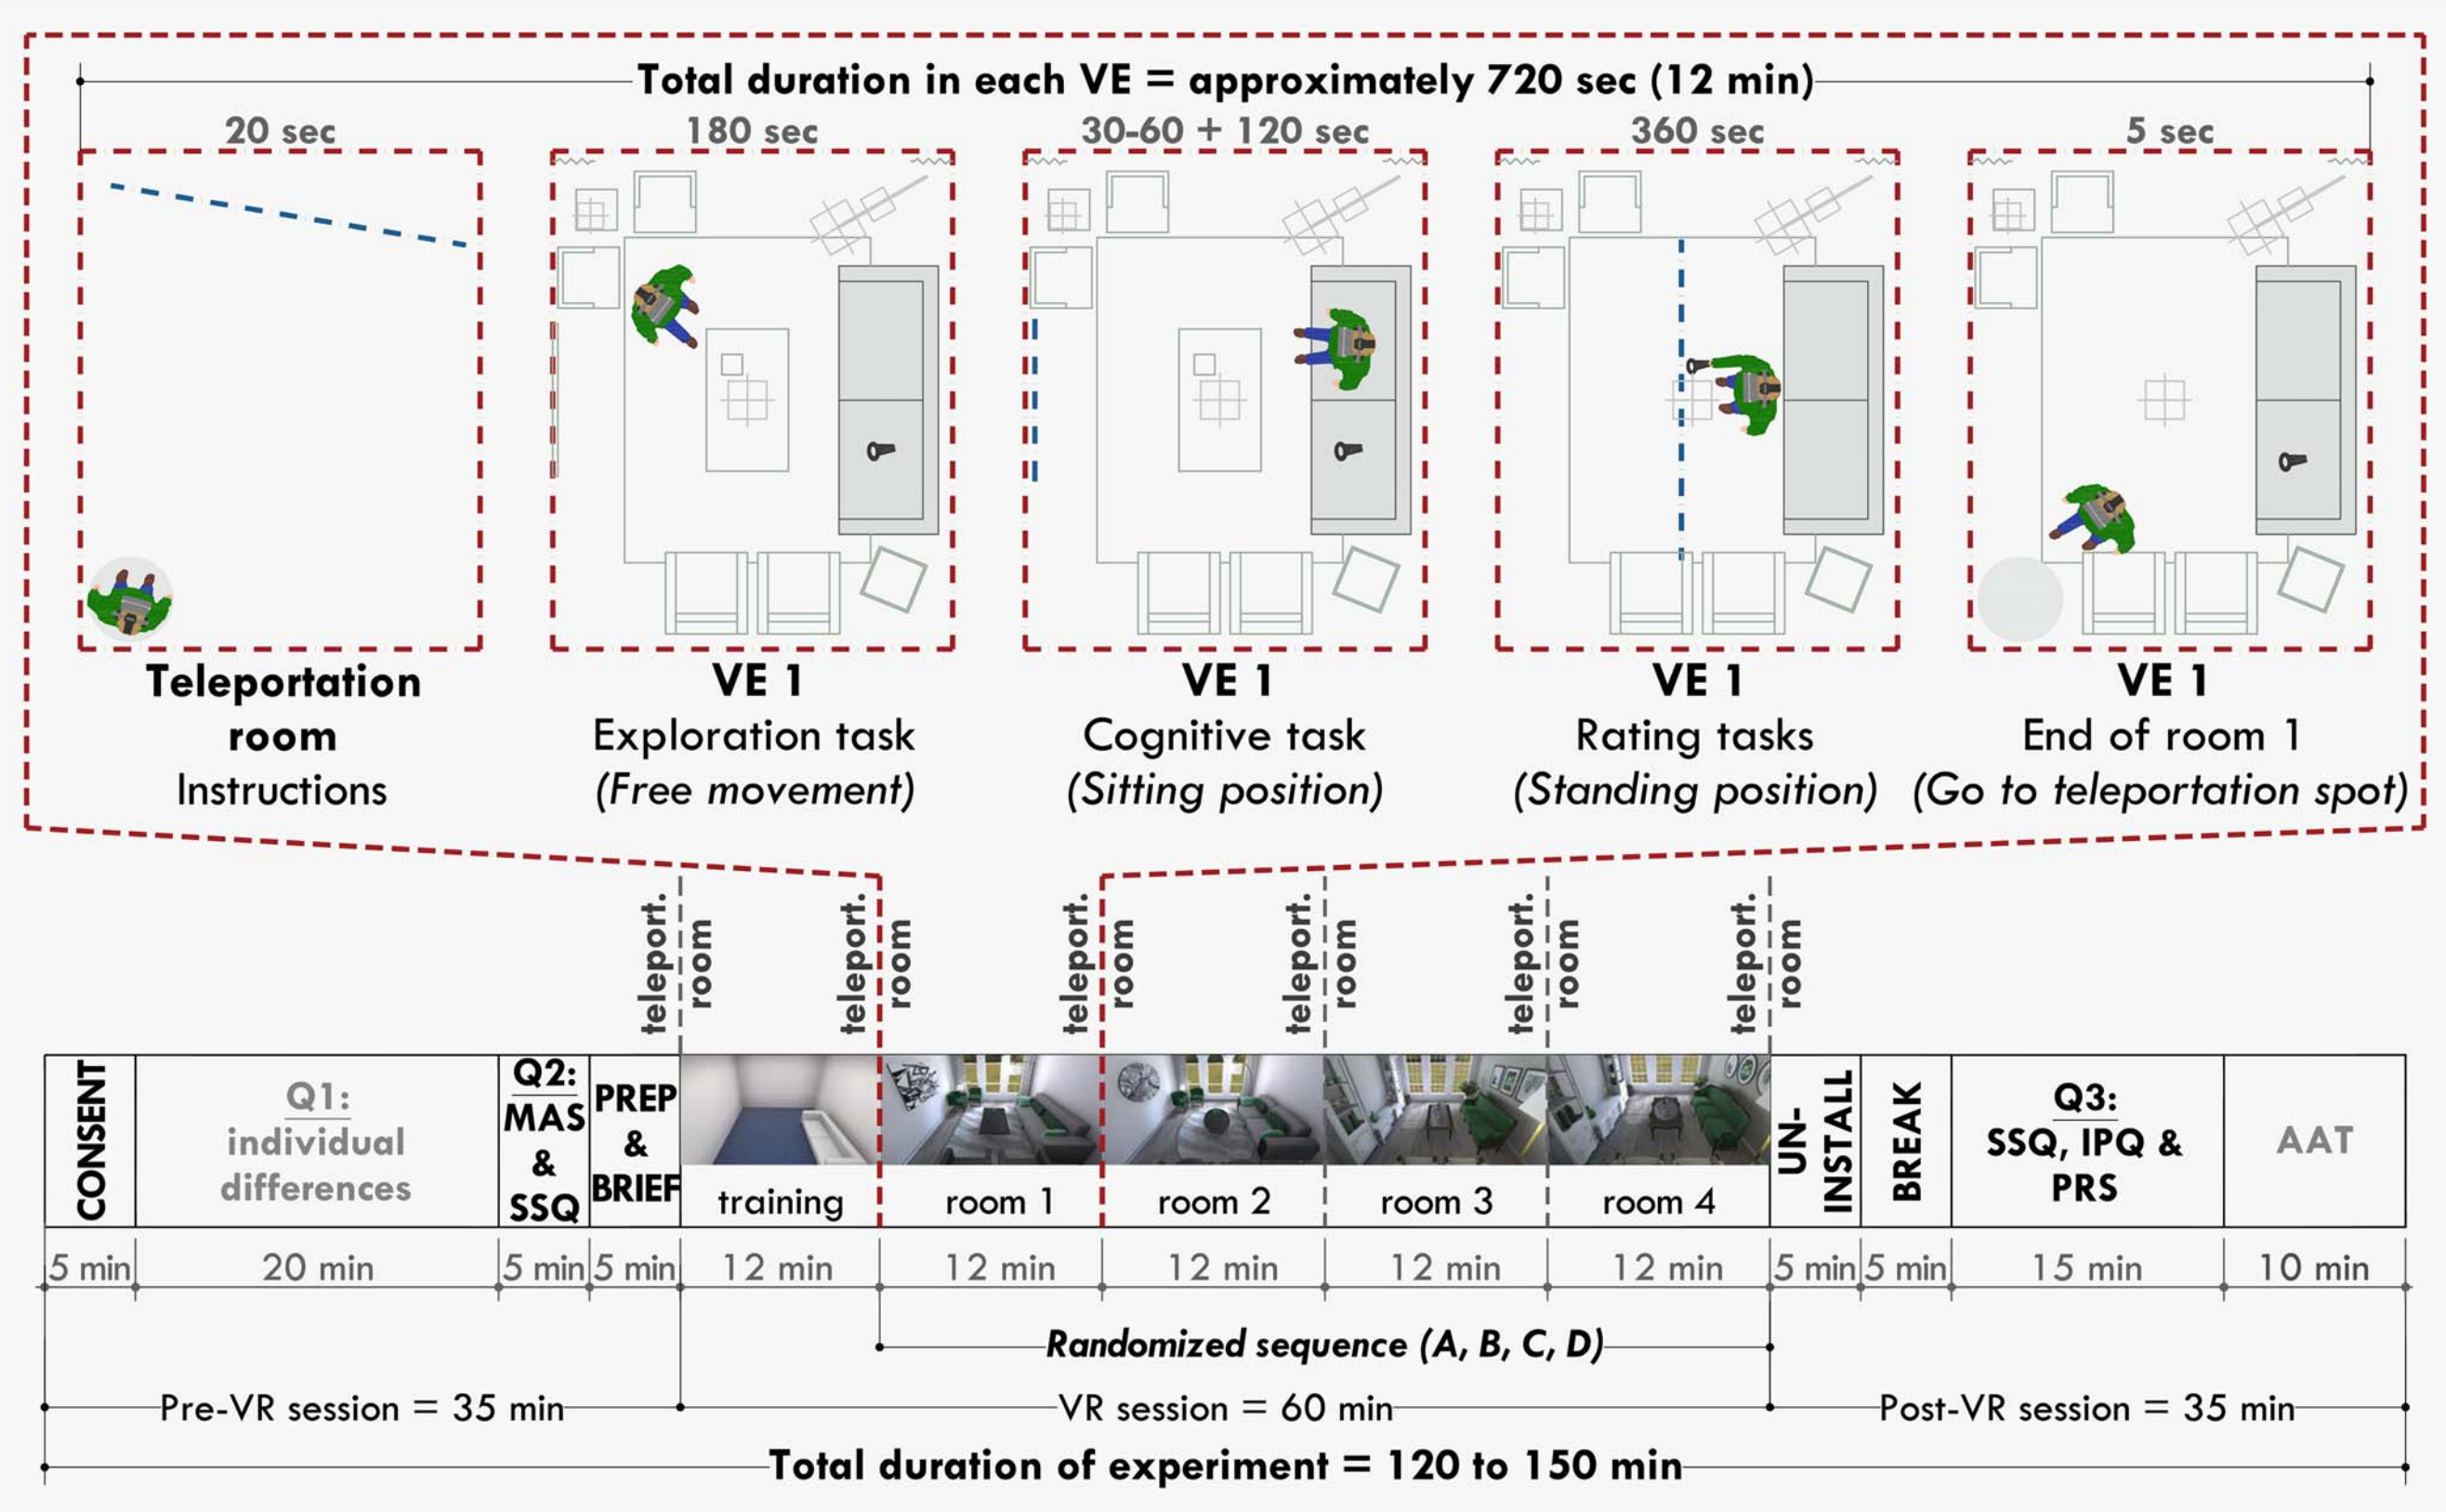 Total duration in each VE = approximately 720 sec (12 min)
20 sec
180 sec
30-60 + 120 sec
360 sec
5 sec
Teleportation
room
Instructions
VE 1
Exploration task
(Free movement)
VE 1
Cognitive task
(Sitting position)
VE 1
Rating tasks
(Standing position)
VE 1
End of room 1
(Go to teleportation spot)
teleport.
room
teleport.
room
teleport.
room
teleport.
room
teleport.
room
teleport.
room
CONSENT
Q1:
individual
differences
Q2:
MAS
&
SSQ
PREP
&
BRIEF
training
room 1
room 2
room 3
room 4
UN-
INSTALL
BREAK
Q3:
SSQ, IPQ &
PRS
AAT
5 min
20 min
5 min
5 min
12 min
12 min
12 min
12 min
12 min
5 min
5 min
15 min
10 min
Randomized sequence (A, B, C, D)
Pre-VR session = 35 min
VR session = 60 min
Post-VR session = 35 min
Total duration of experiment = 120 to 150 min